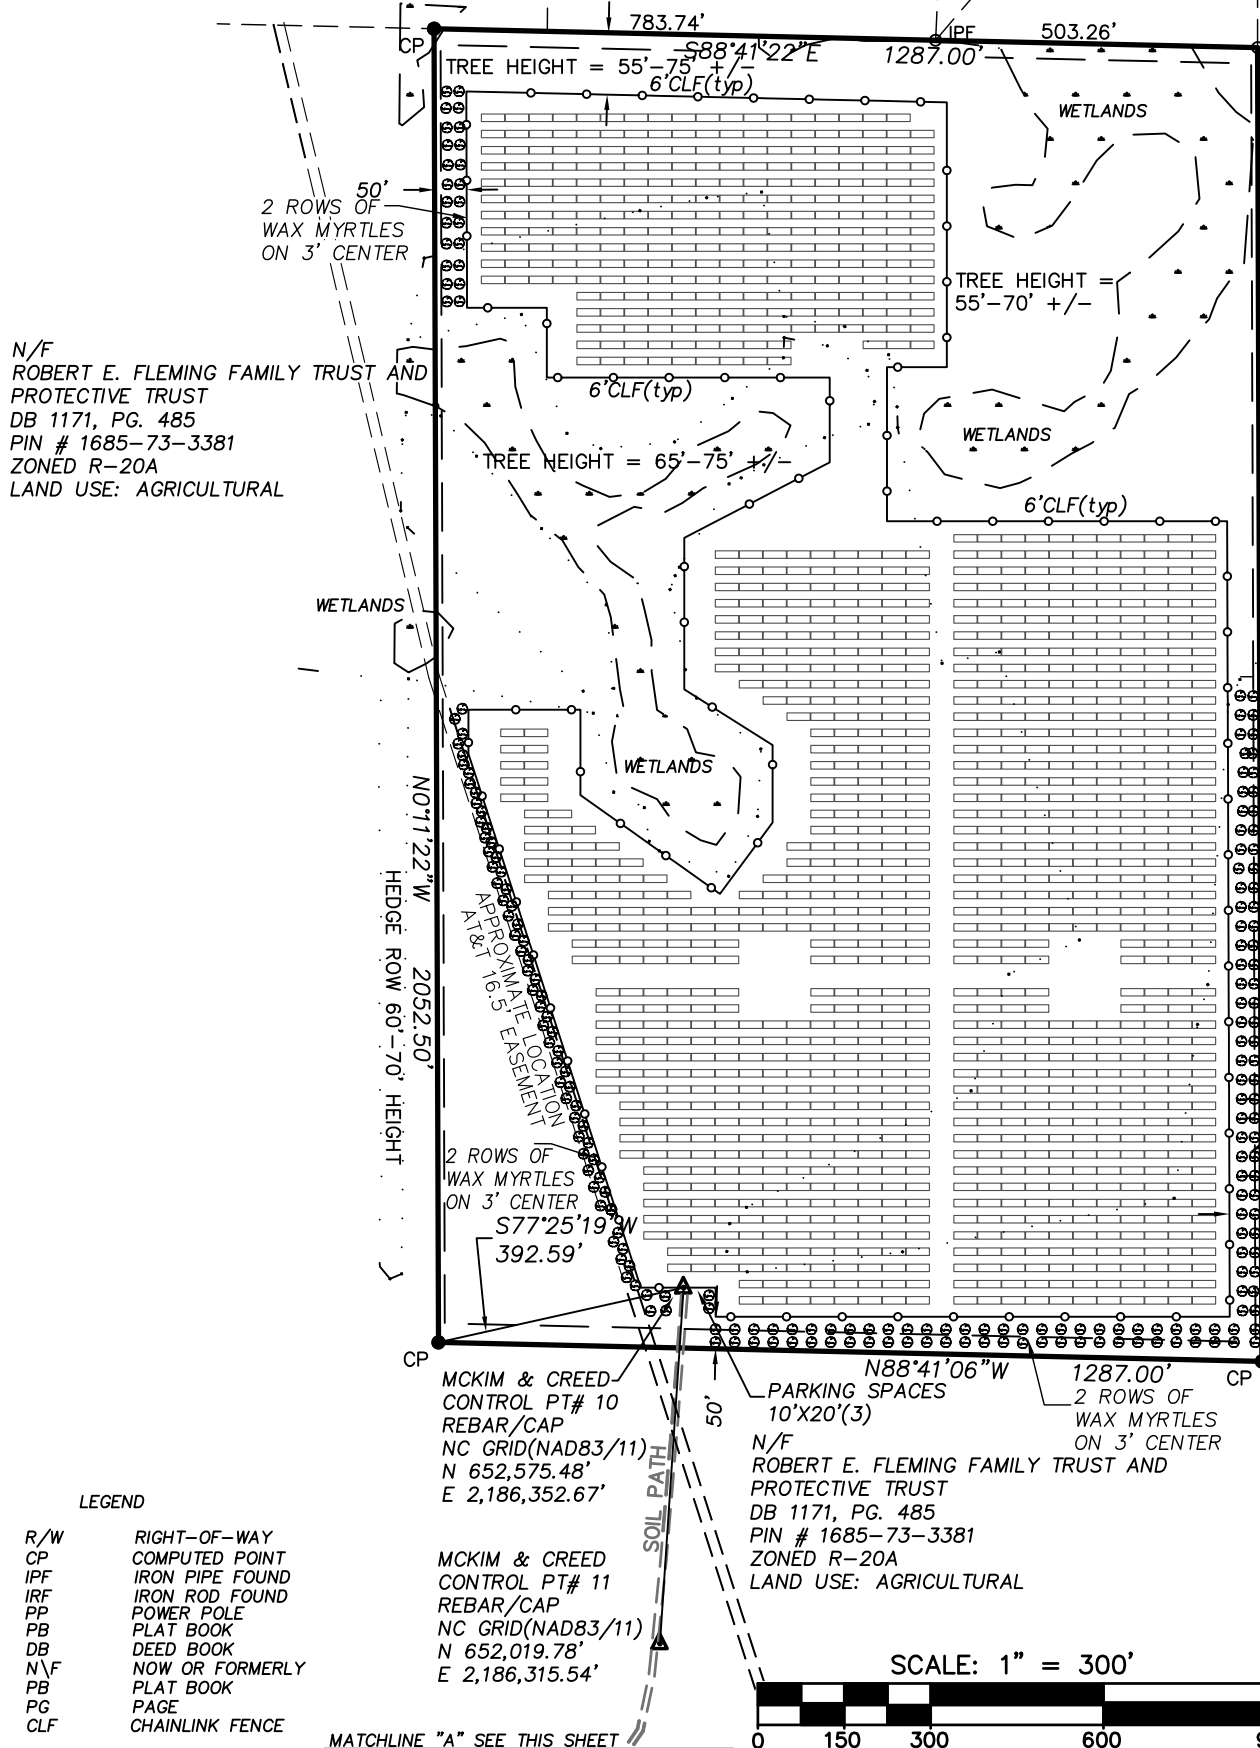 783.74'
IPF
503.26'
CP
S88°41'22"E
1287.00'
TREE HEIGHT = 55'-75' +/-
6'CLF(typ)
WETLANDS
50'
2 ROWS OF
WAX MYRTLES
ON 3' CENTER
TREE HEIGHT =
55'-70' +/-
N/F
ROBERT E. FLEMING FAMILY TRUST AND
PROTECTIVE TRUST
DB 1171, PG. 485
PIN # 1685-73-3381
ZONED R-20A
LAND USE: AGRICULTURAL
6'CLF(typ)
WETLANDS
TREE HEIGHT = 65'-75' +/-
6'CLF(typ)
WETLANDS
WETLANDS
N0°11'22"W 2052.50'
HEDGE ROW 60'-70' HEIGHT
APPROXIMATE LOCATION
AT&T 16.5' EASEMENT
2 ROWS OF
WAX MYRTLES
ON 3' CENTER
S77°25'19"W
392.59'
CP
N88°41'06"W
1287.00'
CP
MCKIM & CREED
CONTROL PT# 10
REBAR/CAP
NC GRID(NAD83/11)
N 652,575.48'
E 2,186,352.67'
50'
PARKING SPACES
10'X20'(3)
2 ROWS OF
WAX MYRTLES
ON 3' CENTER
N/F
ROBERT E. FLEMING FAMILY TRUST AND
PROTECTIVE TRUST
DB 1171, PG. 485
PIN # 1685-73-3381
ZONED R-20A
LAND USE: AGRICULTURAL
SOIL PATH
MCKIM & CREED
CONTROL PT# 11
REBAR/CAP
NC GRID(NAD83/11)
N 652,019.78'
E 2,186,315.54'
LEGEND
R/W RIGHT-OF-WAY
CP COMPUTED POINT
IPF IRON PIPE FOUND
IRF IRON ROD FOUND
PP POWER POLE
PB PLAT BOOK
DB DEED BOOK
N\F NOW OR FORMERLY
PB PLAT BOOK
PG PAGE
CLF CHAINLINK FENCE
MATCHLINE "A" SEE THIS SHEET
SCALE: 1" = 300'
0 150 300 600